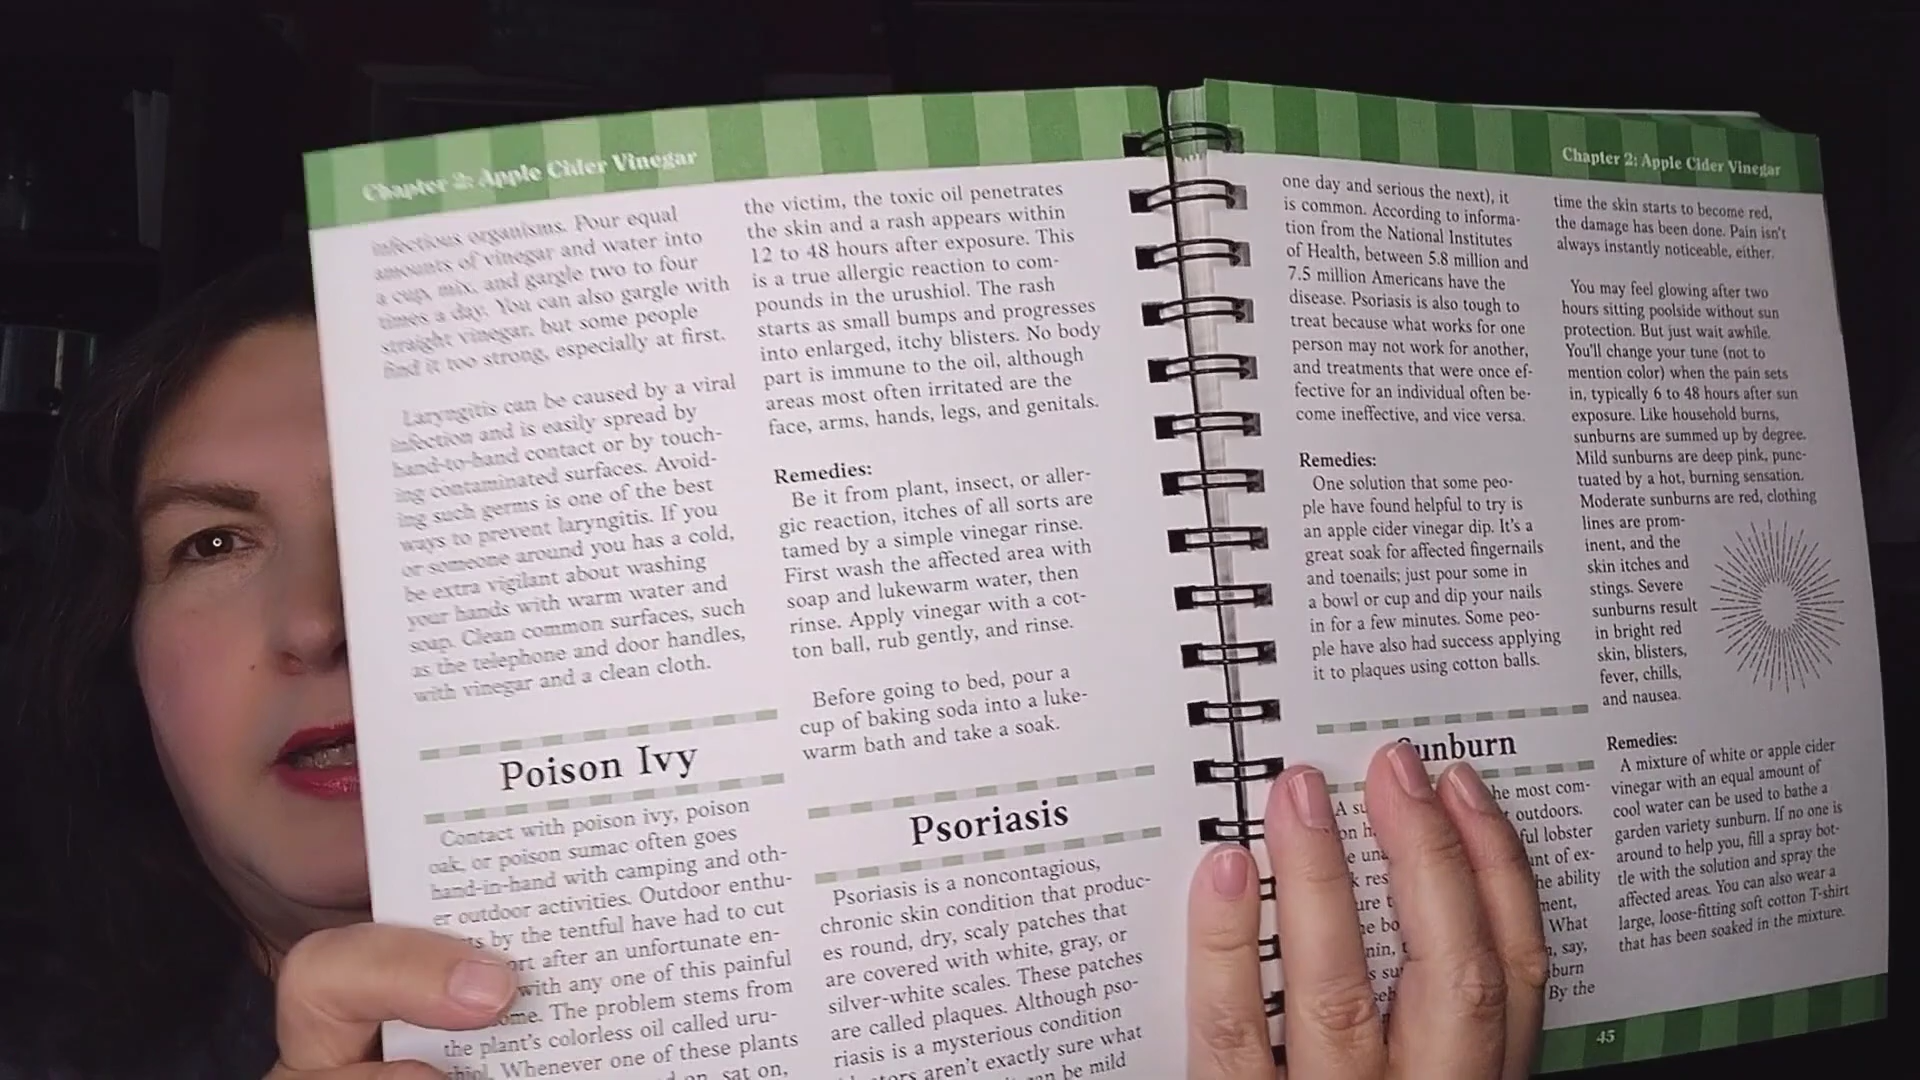 Chapter 2: Apple Cider Vinegar
infectious organisms. Pour equal
amounts of vinegar and water into
a cup, mix, and gargle two to four
times a day. You can also gargle with
straight vinegar, but some people
find it too strong, especially at first.
Laryngitis can be caused by a viral
infection and is easily spread by
hand-to-hand contact or by touch-
ing contaminated surfaces. Avoid-
ing such germs is one of the best
ways to prevent laryngitis. If you
or someone around you has a cold,
be extra vigilant about washing
your hands with warm water and
soap. Clean common surfaces, such
as the telephone and door handles,
with vinegar and a clean cloth.
Poison Ivy
Contact with poison ivy, poison
oak, or poison sumac often goes
hand-in-hand with camping and oth-
er outdoor activities. Outdoor enthu-
by the tentful have had to cut
after an unfortunate en-
with any one of this painful
The problem stems from
the plant's colorless oil called uru-
Whenever one of these plants
sat on,
the victim, the toxic oil penetrates
the skin and a rash appears within
12 to 48 hours after exposure. This
is a true allergic reaction to com-
pounds in the urushiol. The rash
starts as small bumps and progresses
into enlarged, itchy blisters. No body
part is immune to the oil, although
areas most often irritated are the
face, arms, hands, legs, and genitals.
Remedies:
Be it from plant, insect, or aller-
gic reaction, itches of all sorts are
tamed by a simple vinegar rinse.
First wash the affected area with
soap and lukewarm water, then
rinse. Apply vinegar with a cot-
ton ball, rub gently, and rinse.
Before going to bed, pour a
cup of baking soda into a luke-
warm bath and take a soak.
Psoriasis
Psoriasis is a noncontagious,
chronic skin condition that produc-
es round, dry, scaly patches that
are covered with white, gray, or
silver-white scales. These patches
are called plaques. Although pso-
riasis is a mysterious condition
aren't exactly sure what
be mild
Chapter 2: Apple Cider Vinegar
one day and serious the next), it
is common. According to informa-
tion from the National Institutes
of Health, between 5.8 million and
7.5 million Americans have the
disease. Psoriasis is also tough to
treat because what works for one
person may not work for another,
and treatments that were once ef-
fective for an individual often be-
come ineffective, and vice versa.
Remedies:
One solution that some peo-
ple have found helpful to try is
an apple cider vinegar dip. It's a
great soak for affected fingernails
and toenails; just pour some in
a bowl or cup and dip your nails
in for a few minutes. Some peo-
ple have also had success applying
it to plaques using cotton balls.
Sunburn
A most com-
outdoors.
lobster
of ex-
ability
What
say,
By the
time the skin starts to become red,
the damage has been done. Pain isn't
always instantly noticeable, either.
You may feel glowing after two
hours sitting poolside without sun
protection. But just wait awhile.
You'll change your tune (not to
mention color) when the pain sets
in, typically 6 to 48 hours after sun
exposure. Like household burns,
sunburns are summed up by degree.
Mild sunburns are deep pink, punc-
tuated by a hot, burning sensation.
Moderate sunburns are red, clothing
lines are prom-
inent, and the
skin itches and
stings. Severe
sunburns result
in bright red
skin, blisters,
fever, chills,
and nausea.
Remedies:
A mixture of white or apple cider
vinegar with an equal amount of
cool water can be used to bathe a
garden variety sunburn. If no one is
around to help you, fill a spray bot-
tle with the solution and spray the
affected areas. You can also wear a
large, loose-fitting soft cotton T-shirt
that has been soaked in the mixture.
45